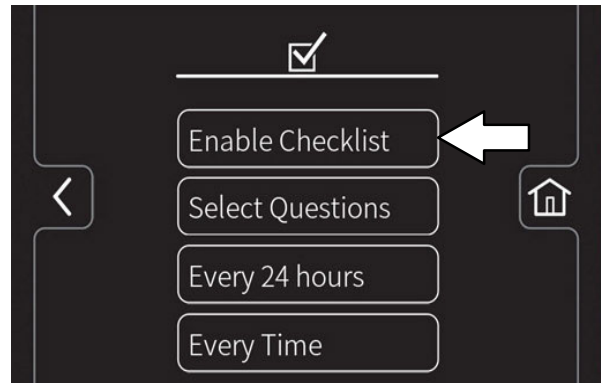 Enable Checklist
Select Questions
Every 24 hours
Every Time